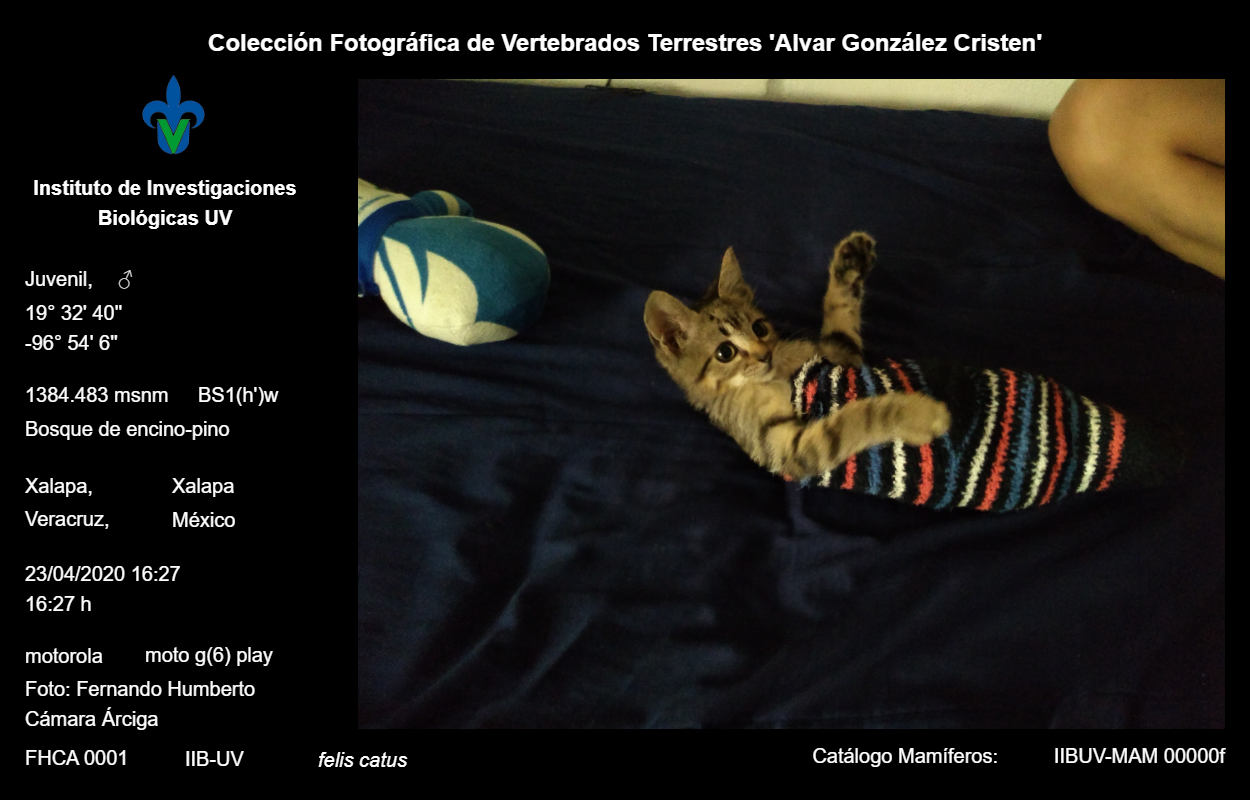 Colección Fotográfica de Vertebrados Terrestres 'Alvar González Cristen'
Instituto de Investigaciones
Biológicas UV
Juvenil, ♂
19° 32' 40"
-96° 54' 6"
1384.483 msnm BS1(h')w
Bosque de encino-pino
Xalapa, Xalapa
Veracruz, México
23/04/2020 16:27
16:27 h
motorola moto g(6) play
Foto: Fernando Humberto
Cámara Árciga
FHCA 0001 IIB-UV felis catus Catálogo Mamíferos: IIBUV-MAM 00000f